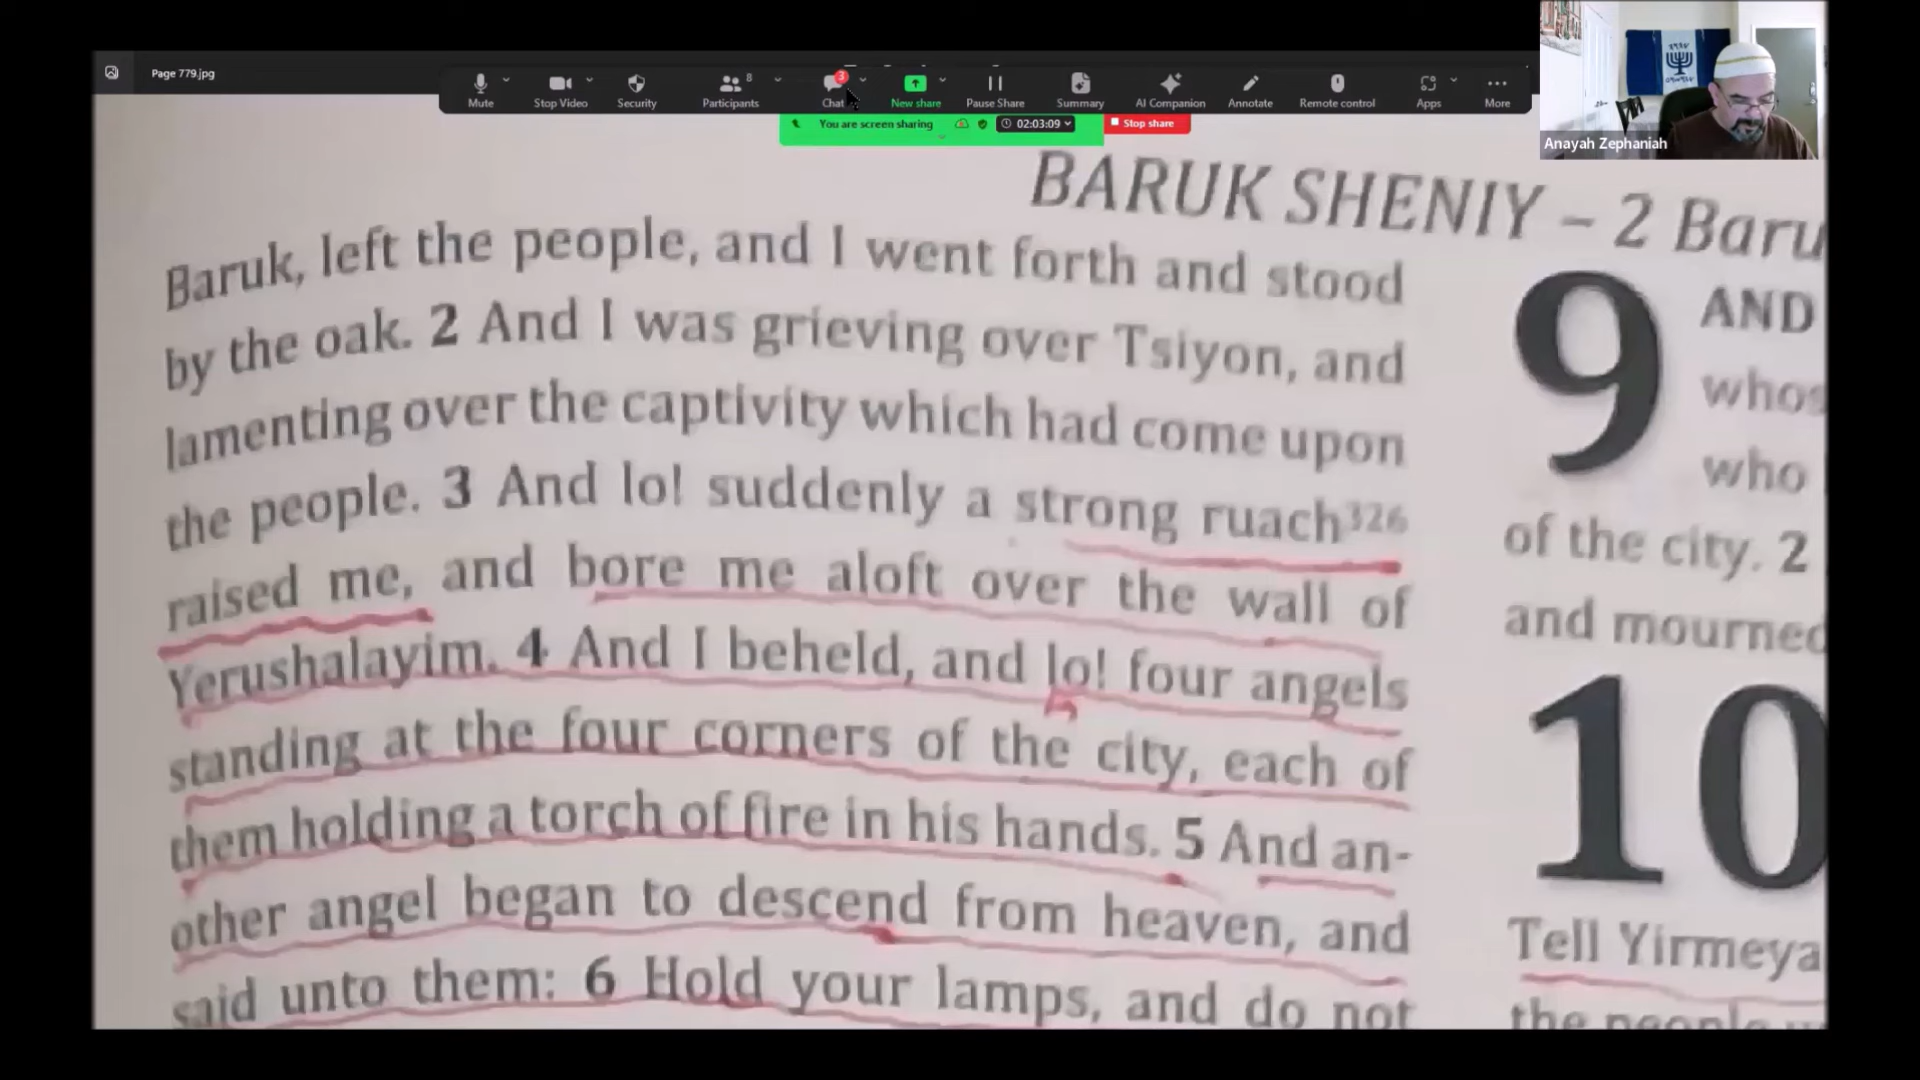 Page 779.jpg
Mute
Stop Video
Security
8
Participants
3
Chat
New share
Pause Share
Summary
AI Companion
Annotate
Remote control
Apps
More
You are screen sharing
02:03:09
Stop share
Anayah Zephaniah
BARUK SHENIY – 2 Baru
Baruk, left the people, and I went forth and stood
by the oak. 2 And I was grieving over Tsiyon, and
lamenting over the captivity which had come upon
the people. 3 And lo! suddenly a strong ruach326
raised me, and bore me aloft over the wall of
Yerushalayim. 4 And I beheld, and lo! four angels
standing at the four corners of the city, each of
them holding a torch of fire in his hands. 5 And an-
other angel began to descend from heaven, and
said unto them: 6 Hold your lamps, and do not
9 AND
whos
who
of the city. 2
and mourned
10
Tell Yirmeya
the people